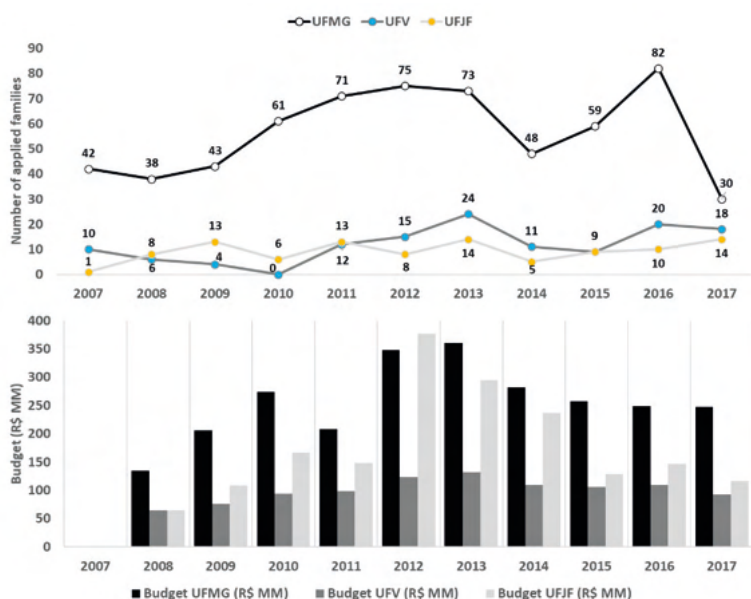 UFMG UFV UFJF
Number of applied families
90
80
70
60
50
40
30
20
10
0
42 38 43 61 71 75 73 48 59 82 30
10 6 4 0 12 15 24 11 9 20 18
1 8 13 6 13 8 14 5 10 14
2007 2008 2009 2010 2011 2012 2013 2014 2015 2016 2017
Budget (R$ MM)
400
350
300
250
200
150
100
50
0
2007 2008 2009 2010 2011 2012 2013 2014 2015 2016 2017
Budget UFMG (R$ MM) Budget UFV (R$ MM) Budget UFJF (R$ MM)